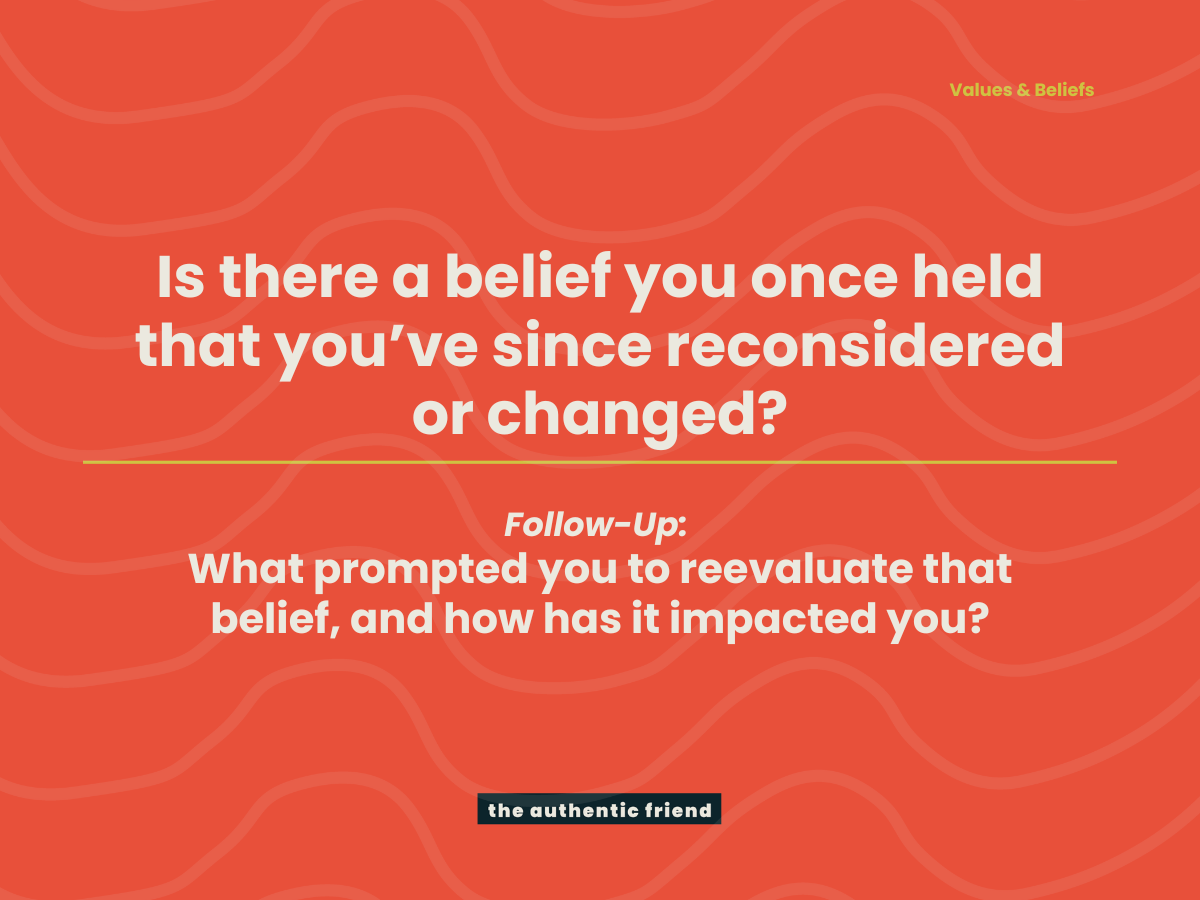 Values & Beliefs
Is there a belief you once held
that you’ve since reconsidered
or changed?
Follow-Up:
What prompted you to reevaluate that
belief, and how has it impacted you?
the authentic friend